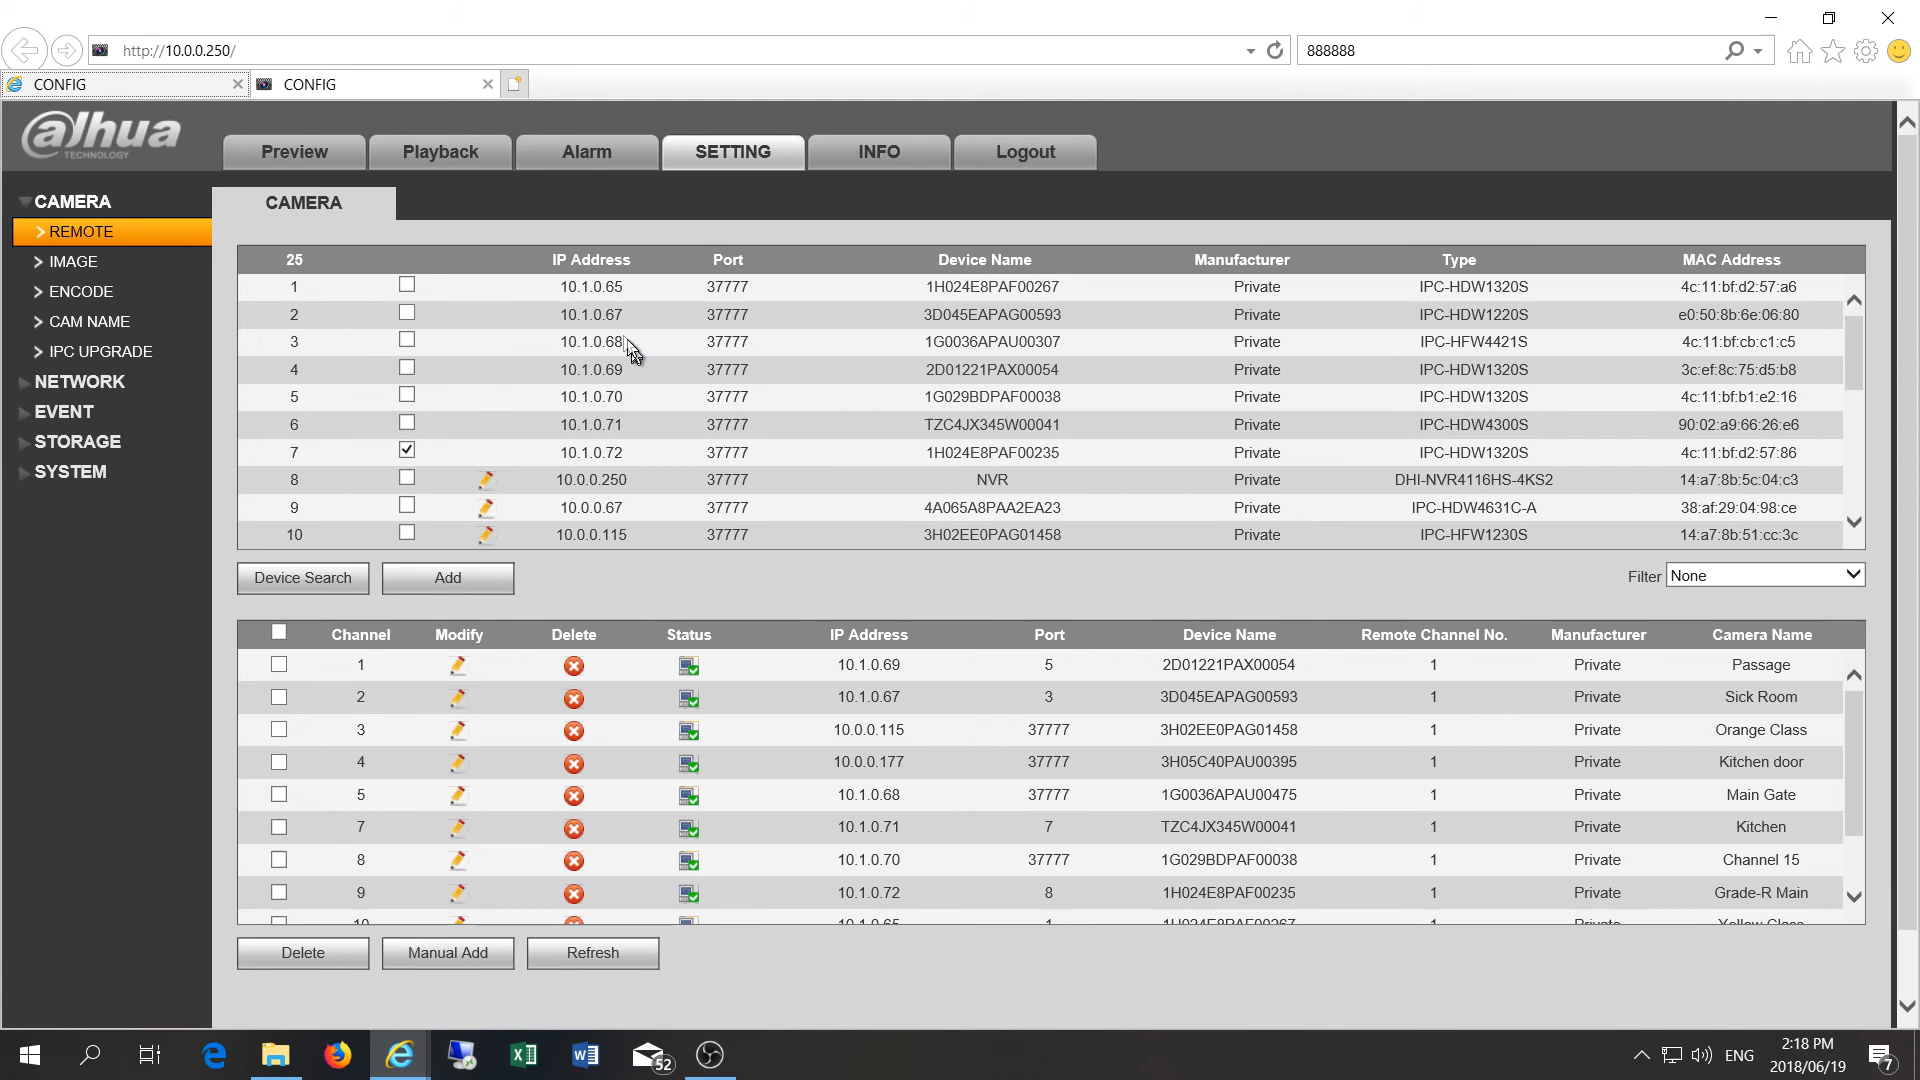 http://10.0.0.250/
888888
CONFIG
CONFIG
alhua
TECHNOLOGY
Preview Playback Alarm SETTING INFO Logout
CAMERA
REMOTE
IMAGE
ENCODE
CAM NAME
IPC UPGRADE
NETWORK
EVENT
STORAGE
SYSTEM
CAMERA
25 IP Address Port Device Name Manufacturer Type MAC Address
1 10.1.0.65 37777 1H024E8PAF00267 Private IPC-HDW1320S 4c:11:bf:d2:57:a6
2 10.1.0.67 37777 3D045EAPAG00593 Private IPC-HDW1220S e0:50:8b:6e:06:80
3 10.1.0.68 37777 1G0036APAU00307 Private IPC-HFW4421S 4c:11:bf:cb:c1:c5
4 10.1.0.69 37777 2D01221PAX00054 Private IPC-HDW1320S 3c:ef:8c:75:d5:b8
5 10.1.0.70 37777 1G029BDPAF00038 Private IPC-HDW1320S 4c:11:bf:b1:e2:16
6 10.1.0.71 37777 TZC4JX345W00041 Private IPC-HDW4300S 90:02:a9:66:26:e6
7 10.1.0.72 37777 1H024E8PAF00235 Private IPC-HDW1320S 4c:11:bf:d2:57:86
8 10.0.0.250 37777 NVR Private DHI-NVR4116HS-4KS2 14:a7:8b:5c:04:c3
9 10.0.0.67 37777 4A065A8PAA2EA23 Private IPC-HDW4631C-A 38:af:29:04:98:ce
10 10.0.0.115 37777 3H02EE0PAG01458 Private IPC-HFW1230S 14:a7:8b:51:cc:3c
Device Search Add Filter None
Channel Modify Delete Status IP Address Port Device Name Remote Channel No. Manufacturer Camera Name
1 10.1.0.69 5 2D01221PAX00054 1 Private Passage
2 10.1.0.67 3 3D045EAPAG00593 1 Private Sick Room
3 10.0.0.115 37777 3H02EE0PAG01458 1 Private Orange Class
4 10.0.0.177 37777 3H05C40PAU00395 1 Private Kitchen door
5 10.1.0.68 37777 1G0036APAU00475 1 Private Main Gate
7 10.1.0.71 7 TZC4JX345W00041 1 Private Kitchen
8 10.1.0.70 37777 1G029BDPAF00038 1 Private Channel 15
9 10.1.0.72 8 1H024E8PAF00235 1 Private Grade-R Main
10 10.1.0.65 1 1H024E8PAF00267 1 Private Yellow Class
Delete Manual Add Refresh
52
ENG
2:18 PM
2018/06/19
7